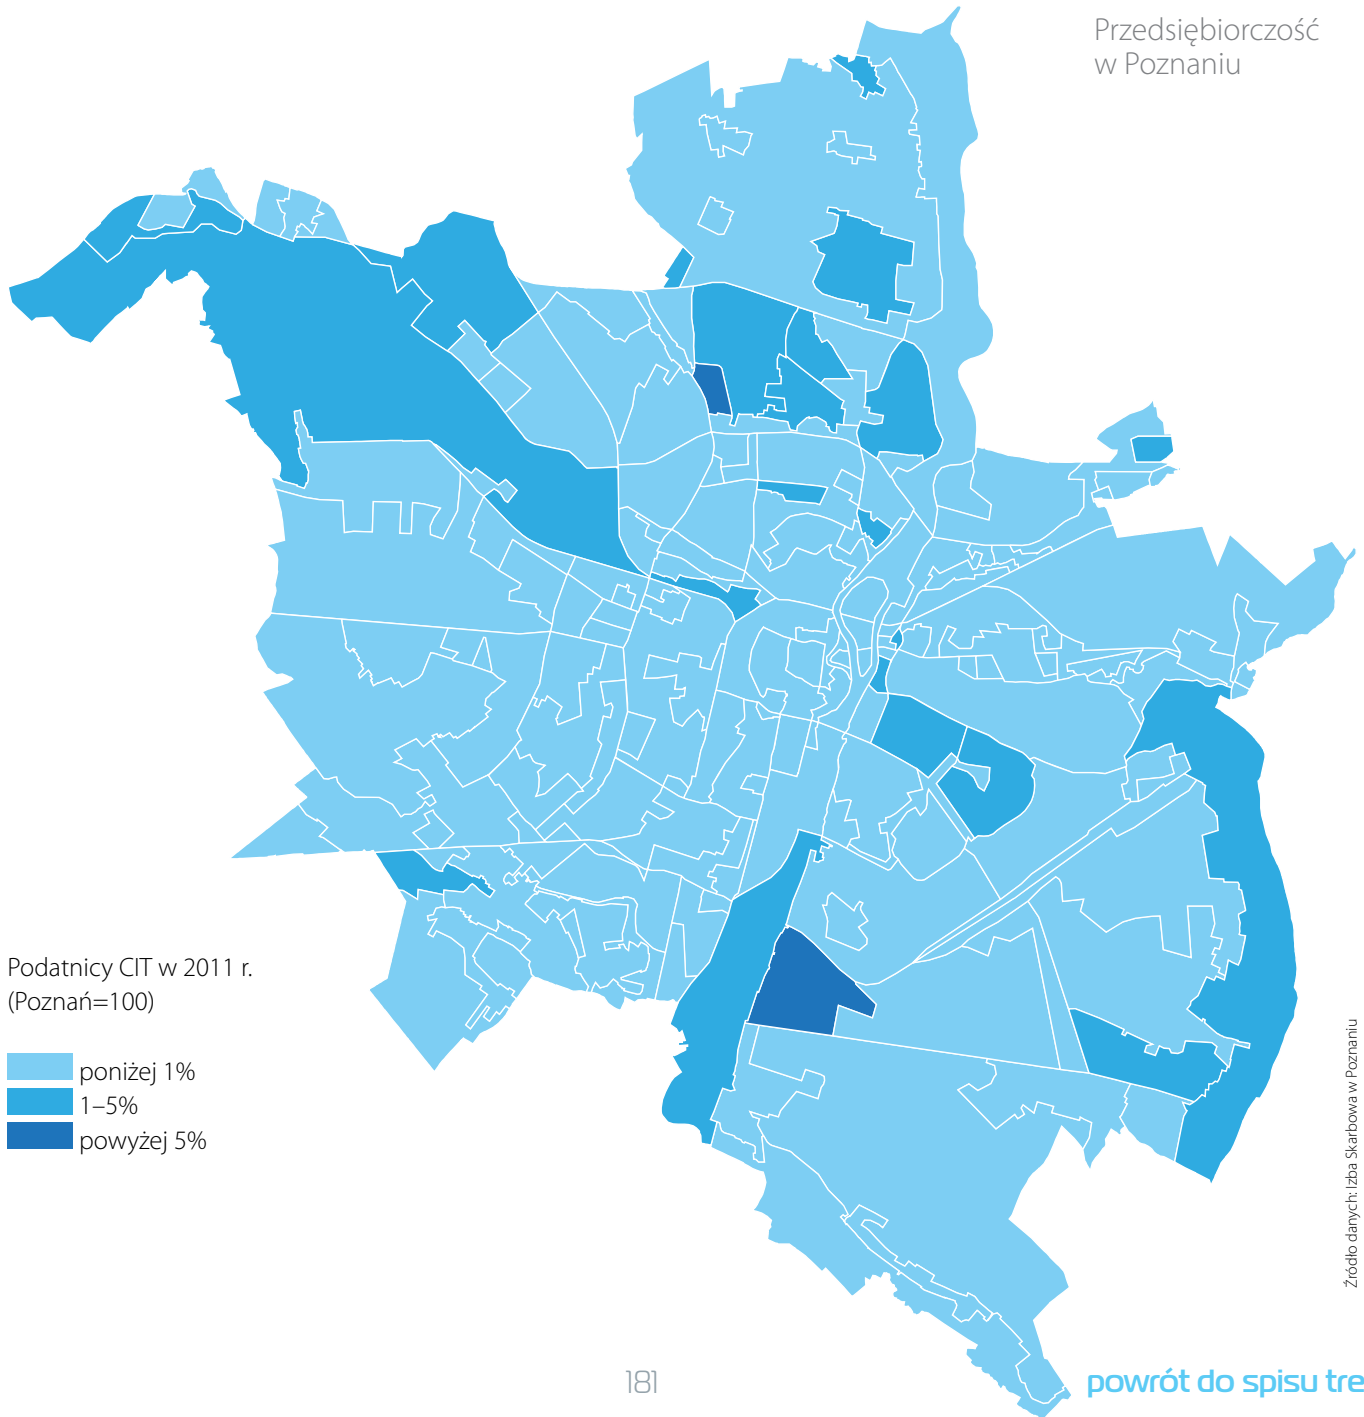 Przedsiębiorczość
w Poznaniu
Podatnicy CIT w 2011 r.
(Poznań=100)
poniżej 1%
1–5%
powyżej 5%
Źródło danych: Izba Skarbowa w Poznaniu
181
powrót do spisu tre